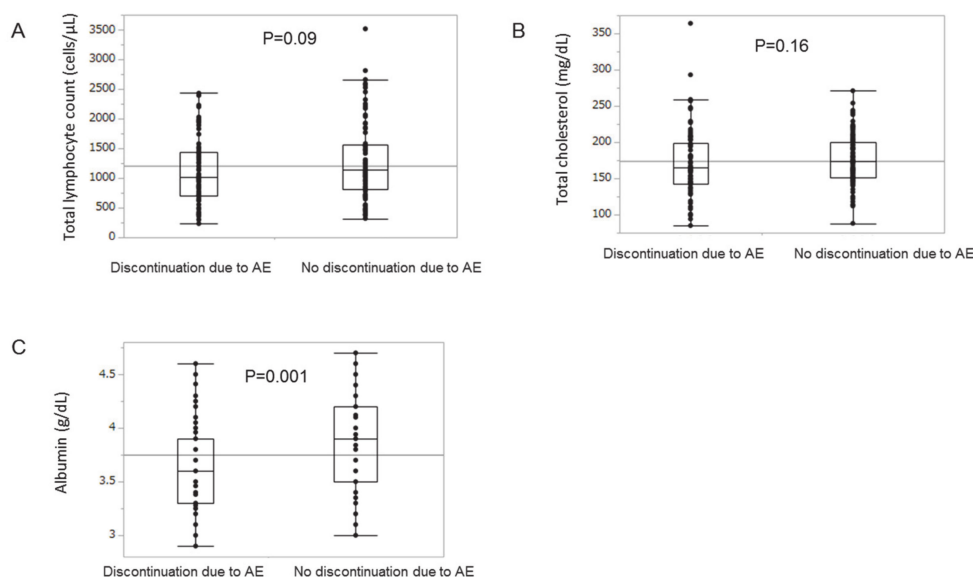 A
Total lymphocyte count (cells/µL)
3500
3000
2500
2000
1500
1000
500
0
P=0.09
Discontinuation due to AE
No discontinuation due to AE
B
Total cholesterol (mg/dL)
350
300
250
200
150
100
P=0.16
Discontinuation due to AE
No discontinuation due to AE
C
Albumin (g/dL)
4.5
4
3.5
3
P=0.001
Discontinuation due to AE
No discontinuation due to AE